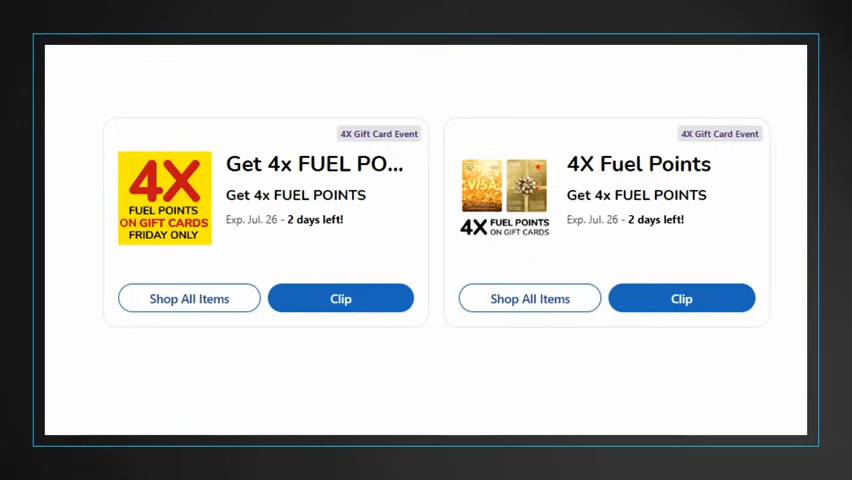 4X Gift Card Event
4X
FUEL POINTS
ON GIFT CARDS
FRIDAY ONLY
Get 4x FUEL PO...
Get 4x FUEL POINTS
Exp. Jul. 26 - 2 days left!
Shop All Items
Clip
4X Gift Card Event
VISA
4X FUEL POINTS
ON GIFT CARDS
4X Fuel Points
Get 4x FUEL POINTS
Exp. Jul. 26 - 2 days left!
Shop All Items
Clip